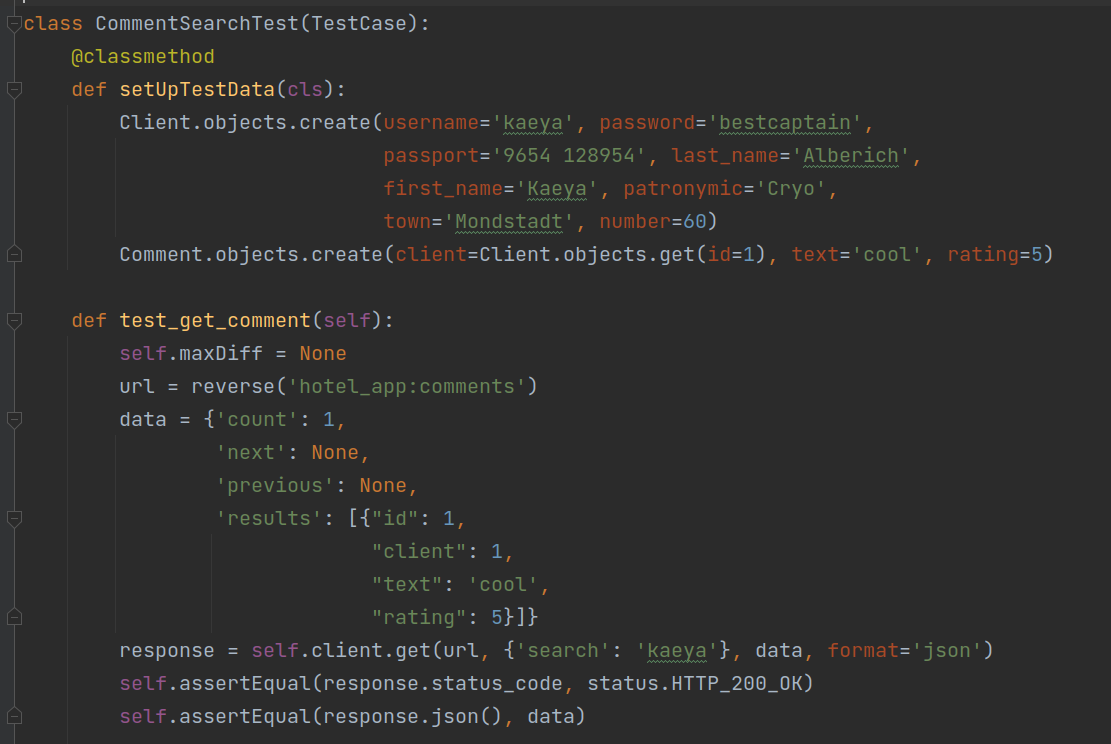 class CommentSearchTest(TestCase):
    @classmethod
    def setUpTestData(cls):
        Client.objects.create(username='kaeya', password='bestcaptain',
                              passport='9654 128954', last_name='Alberich',
                              first_name='Kaeya', patronymic='Cryo',
                              town='Mondstadt', number=60)
        Comment.objects.create(client=Client.objects.get(id=1), text='cool', rating=5)

    def test_get_comment(self):
        self.maxDiff = None
        url = reverse('hotel_app:comments')
        data = {'count': 1,
                'next': None,
                'previous': None,
                'results': [{"id": 1,
                             "client": 1,
                             "text": 'cool',
                             "rating": 5}]}
        response = self.client.get(url, {'search': 'kaeya'}, data, format='json')
        self.assertEqual(response.status_code, status.HTTP_200_OK)
        self.assertEqual(response.json(), data)